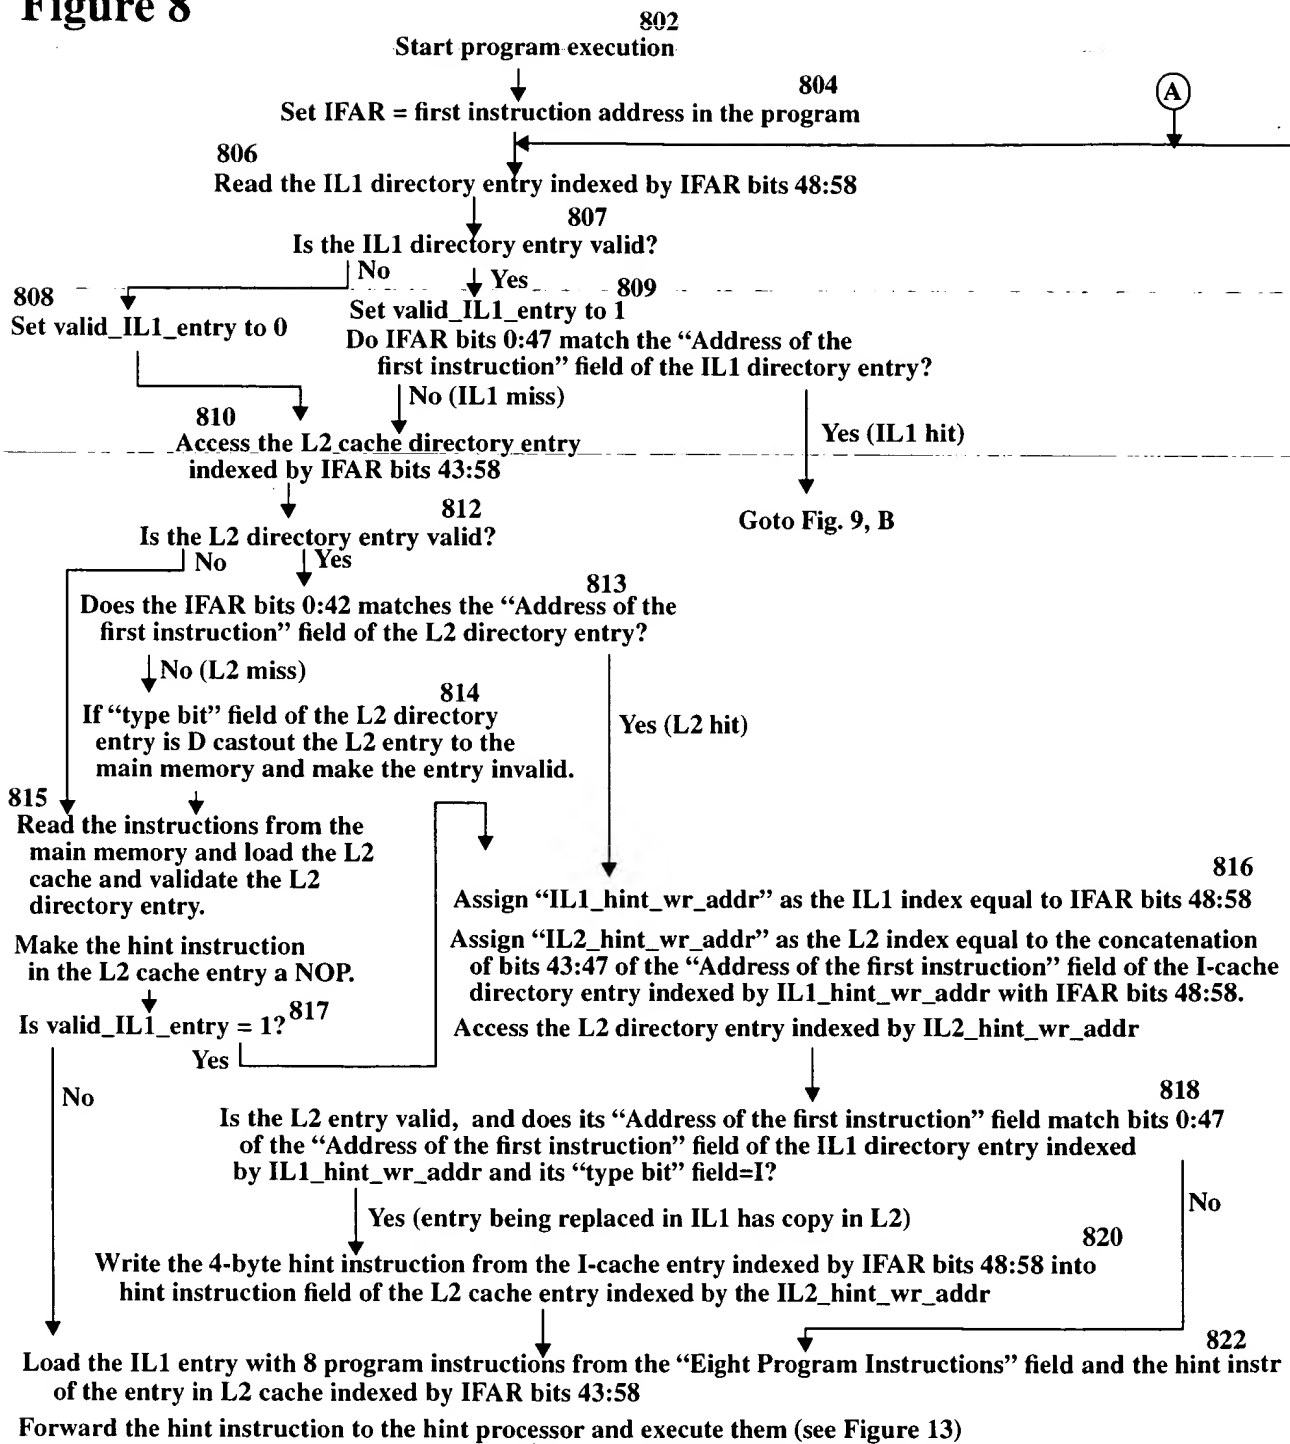 Figure 8
802
Start program execution
804
Set IFAR = first instruction address in the program
A
806
Read the IL1 directory entry indexed by IFAR bits 48:58
807
Is the IL1 directory entry valid?
No
Yes
808
809
Set valid_IL1_entry to 0
Set valid_IL1_entry to 1
Do IFAR bits 0:47 match the “Address of the
first instruction” field of the IL1 directory entry?
No (IL1 miss)
Yes (IL1 hit)
810
Access the L2 cache directory entry
indexed by IFAR bits 43:58
Goto Fig. 9, B
812
Is the L2 directory entry valid?
No
Yes
813
Does the IFAR bits 0:42 matches the “Address of the
first instruction” field of the L2 directory entry?
No (L2 miss)
Yes (L2 hit)
814
If “type bit” field of the L2 directory
entry is D castout the L2 entry to the
main memory and make the entry invalid.
815
Read the instructions from the
main memory and load the L2
cache and validate the L2
directory entry.
Make the hint instruction
in the L2 cache entry a NOP.
816
Assign “IL1_hint_wr_addr” as the IL1 index equal to IFAR bits 48:58
Assign “IL2_hint_wr_addr” as the L2 index equal to the concatenation
of bits 43:47 of the “Address of the first instruction” field of the I-cache
directory entry indexed by IL1_hint_wr_addr with IFAR bits 48:58.
Access the L2 directory entry indexed by IL2_hint_wr_addr
817
Is valid_IL1_entry = 1?
Yes
No
818
Is the L2 entry valid, and does its “Address of the first instruction” field match bits 0:47
of the “Address of the first instruction” field of the IL1 directory entry indexed
by IL1_hint_wr_addr and its “type bit” field=I?
Yes (entry being replaced in IL1 has copy in L2)
No
820
Write the 4-byte hint instruction from the I-cache entry indexed by IFAR bits 48:58 into
hint instruction field of the L2 cache entry indexed by the IL2_hint_wr_addr
822
Load the IL1 entry with 8 program instructions from the “Eight Program Instructions” field and the hint instr
of the entry in L2 cache indexed by IFAR bits 43:58
Forward the hint instruction to the hint processor and execute them (see Figure 13)